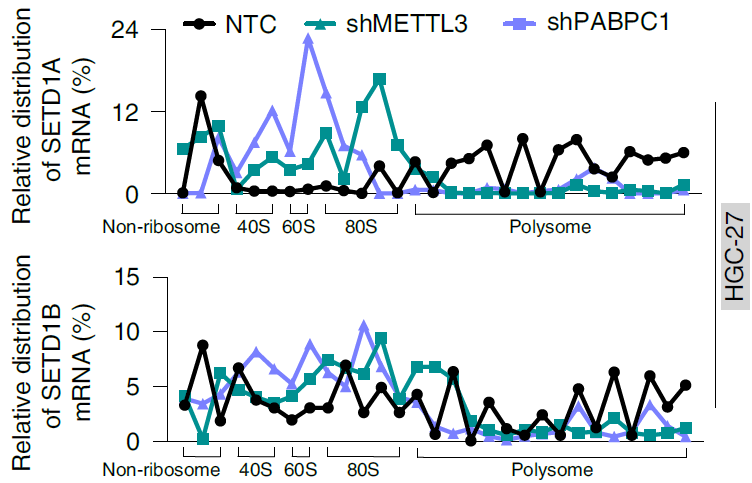 NTC shMETTL3 shPABPC1
Relative distribution
of SETD1A
mRNA (%)
24
12
0
Non-ribosome 40S 60S 80S Polysome
Relative distribution
of SETD1B
mRNA (%)
15
10
5
0
Non-ribosome 40S 60S 80S Polysome
HGC-27